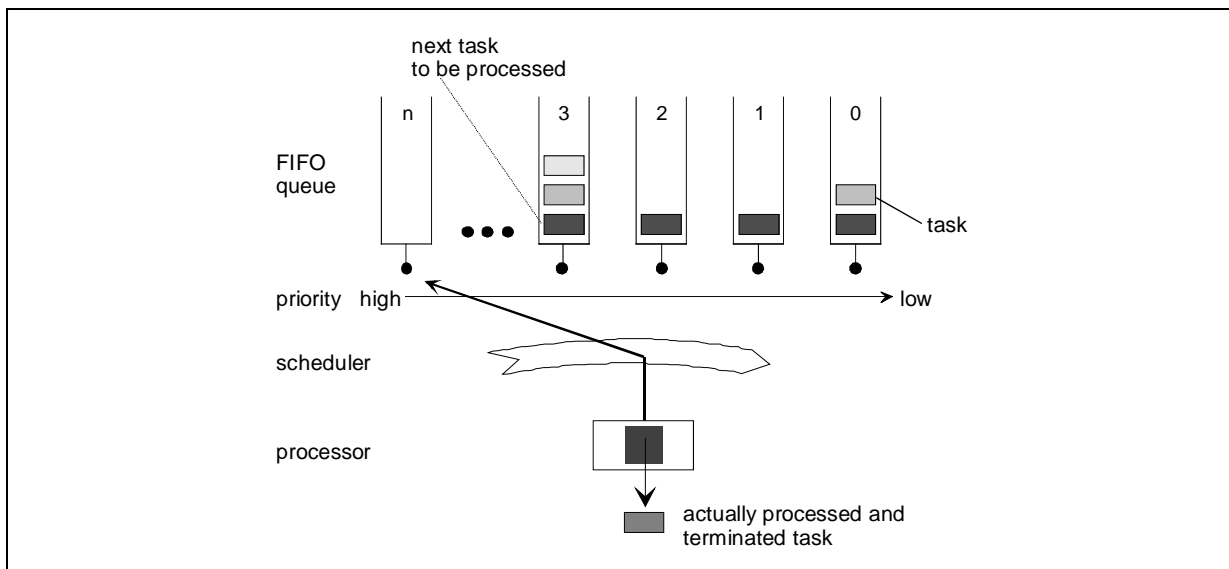 next task
to be processed
n
3
2
1
0
FIFO
queue
task
priority high
low
scheduler
processor
actually processed and
terminated task